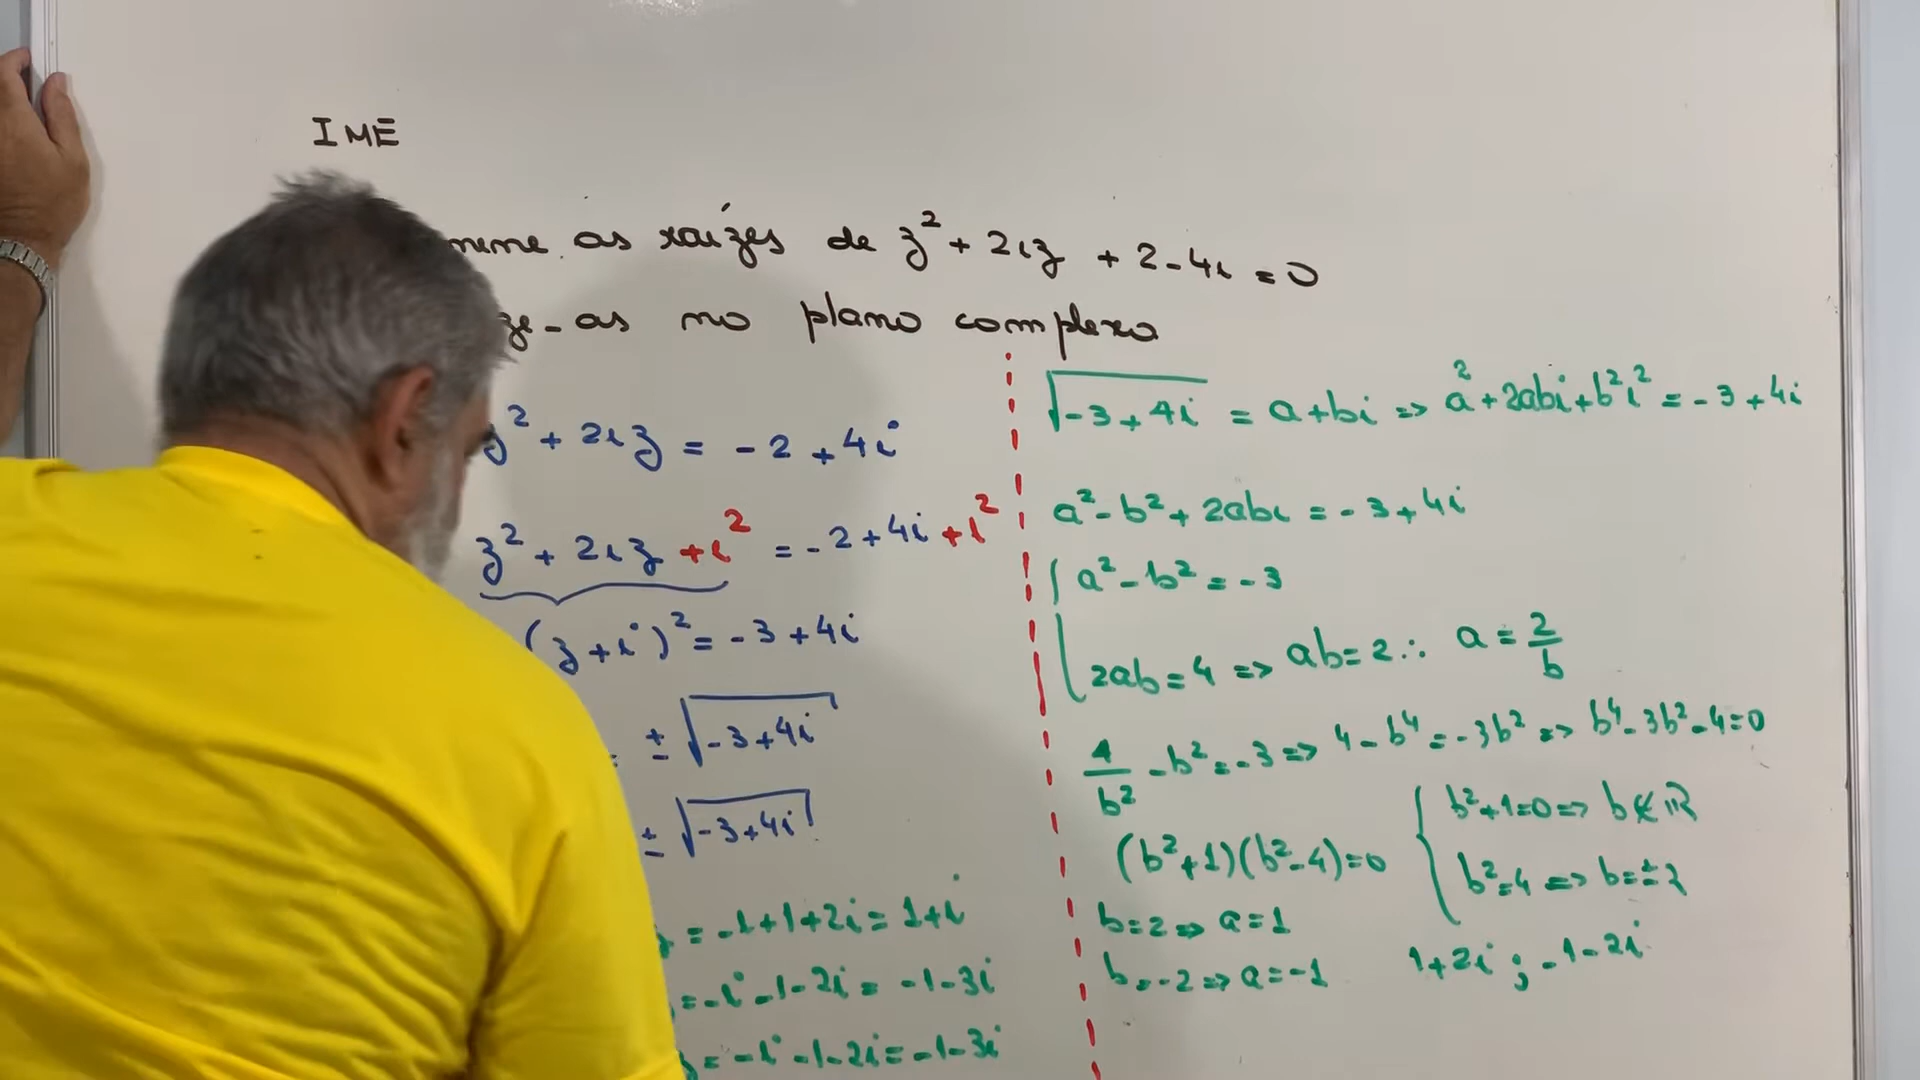 IME
as raízes de z² + 2iz + 2 - 4i = 0
as no plano complexo
z² + 2iz = -2 + 4i
z² + 2iz + i² = -2 + 4i + i²
(z + i)² = -3 + 4i
± √-3 + 4i
± √-3 + 4i
= -i + 1 + 2i = 1 + i
= -i - 1 - 2i = -1 - 3i
= -i - 1 - 2i = -1 - 3i
√-3 + 4i = a + bi => a² + 2abi + b²i² = -3 + 4i
a² - b² + 2abi = -3 + 4i
a² - b² = -3
2ab = 4 => ab = 2 ∴ a = 2/b
4/b² - b² = -3 => 4 - b⁴ = -3b² => b⁴ - 3b² - 4 = 0
(b² + 1)(b² - 4) = 0
b² + 1 = 0 => b ∉ ℝ
b² = 4 => b = ± 2
b = 2 => a = 1
b = -2 => a = -1
1 + 2i ; -1 - 2i